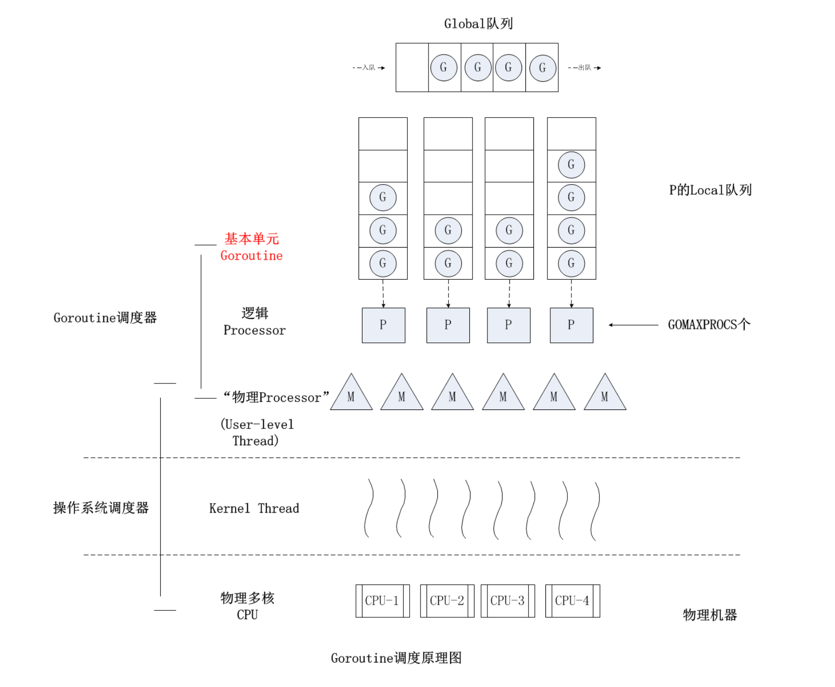 Global队列
入队
G G G G
出队
G
P的Local队列
G G
基本单元
G G G G
Goroutine
G G G G
Goroutine调度器
逻辑
Processor
P P P P
GOMAXPROCS个
“物理Processor”
M M M M M M
(User-level
Thread)
操作系统调度器
Kernel Thread
物理多核
CPU
CPU-1 CPU-2 CPU-3 CPU-4
物理机器
Goroutine调度原理图